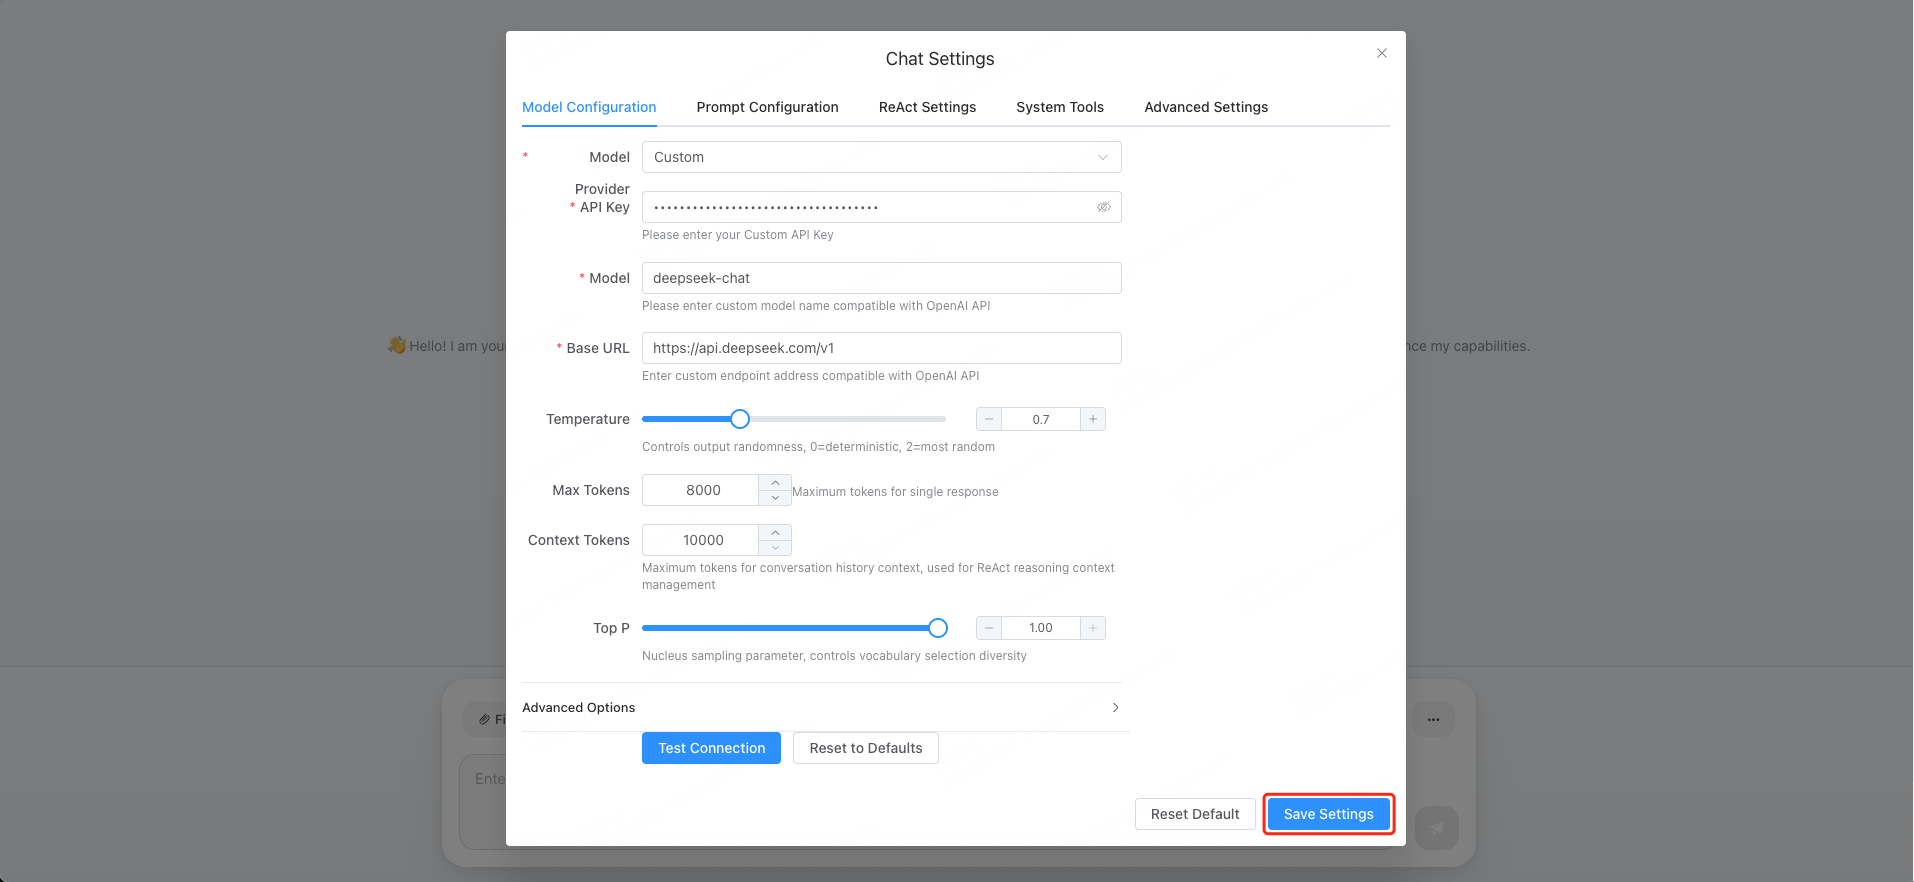 Chat Settings
Model Configuration
Prompt Configuration
ReAct Settings
System Tools
Advanced Settings
* Model Provider
Custom
* API Key
Please enter your Custom API Key
* Model
deepseek-chat
Please enter custom model name compatible with OpenAI API
👋 Hello! I am your
nce my capabilities.
* Base URL
https://api.deepseek.com/v1
Enter custom endpoint address compatible with OpenAI API
Temperature
0.7
Controls output randomness, 0=deterministic, 2=most random
Max Tokens
8000
Maximum tokens for single response
Context Tokens
10000
Maximum tokens for conversation history context, used for ReAct reasoning context
management
Top P
1.00
Nucleus sampling parameter, controls vocabulary selection diversity
Advanced Options
Fi
Test Connection
Reset to Defaults
Ente
Reset Default
Save Settings